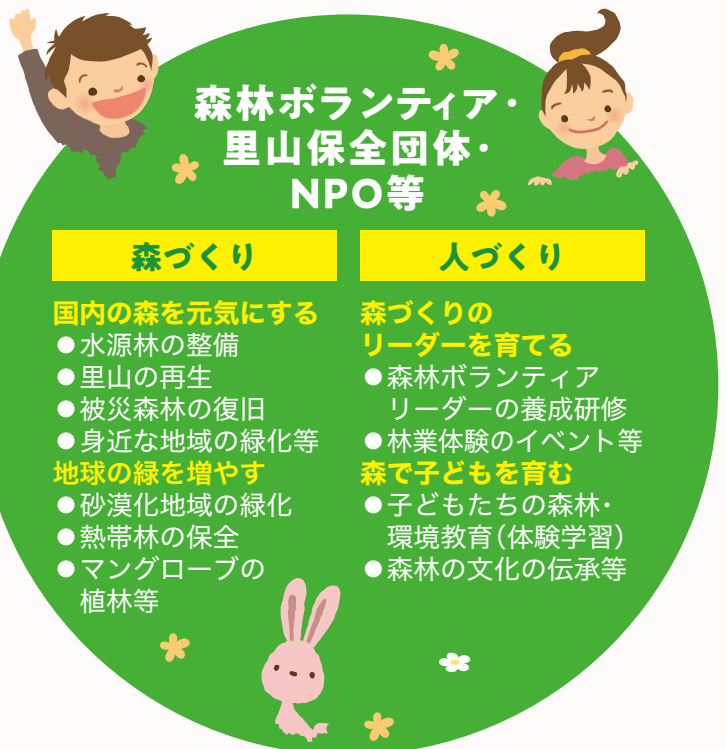 森林ボランティア・
里山保全団体・
NPO等
森づくり
国内の森を元気にする
●水源林の整備
●里山の再生
●被災森林の復旧
●身近な地域の緑化等
地球の緑を増やす
●砂漠化地域の緑化
●熱帯林の保全
●マングローブの
植林等
人づくり
森づくりの
リーダーを育てる
●森林ボランティア
リーダーの養成研修
●林業体験のイベント等
森で子どもを育む
●子どもたちの森林・
環境教育(体験学習)
●森林の文化の伝承等